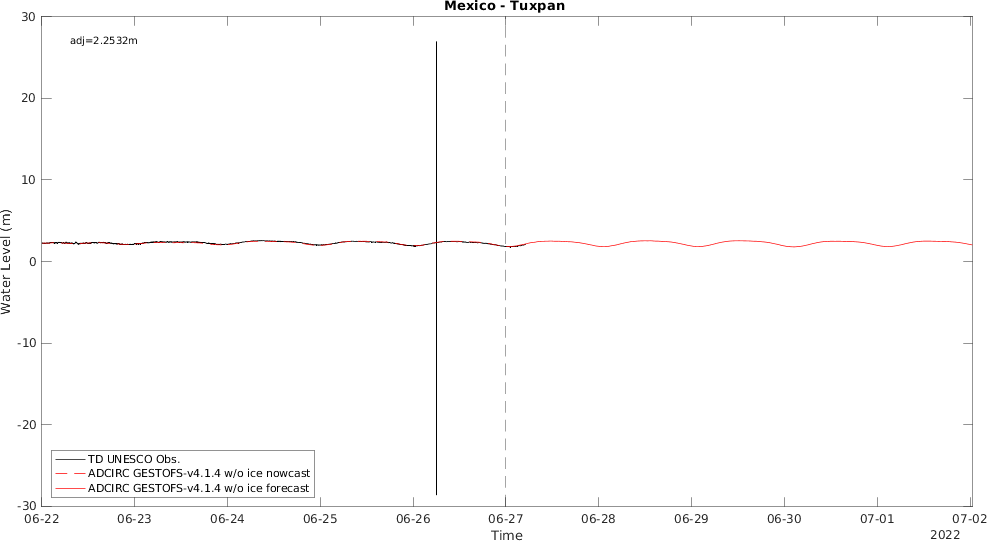 Mexico - Tuxpan
adj=2.2532m
30
20
10
0
-10
-20
-30
Water Level (m)
TD UNESCO Obs.
ADCIRC GESTOFS-v4.1.4 w/o ice nowcast
ADCIRC GESTOFS-v4.1.4 w/o ice forecast
06-22 06-23 06-24 06-25 06-26 06-27 06-28 06-29 06-30 07-01 07-02
Time
2022